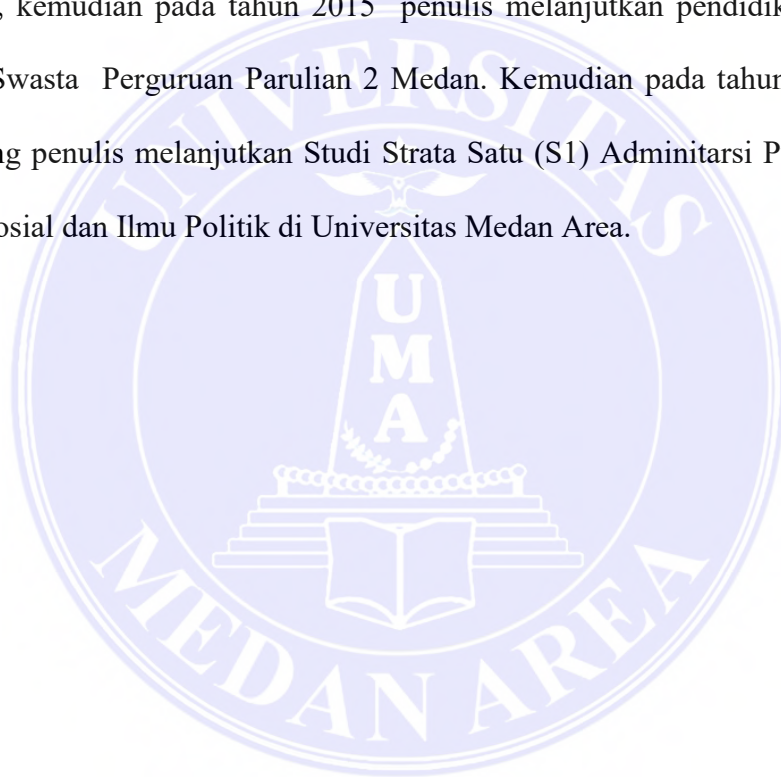 , kemudian pada tahun 2015 penulis melanjutkan pendidik
Swasta Perguruan Parulian 2 Medan. Kemudian pada tahun
ng penulis melanjutkan Studi Strata Satu (S1) Adminitarsi P
osial dan Ilmu Politik di Universitas Medan Area.
UNIVERSITAS
U
M
A
MEDAN AREA